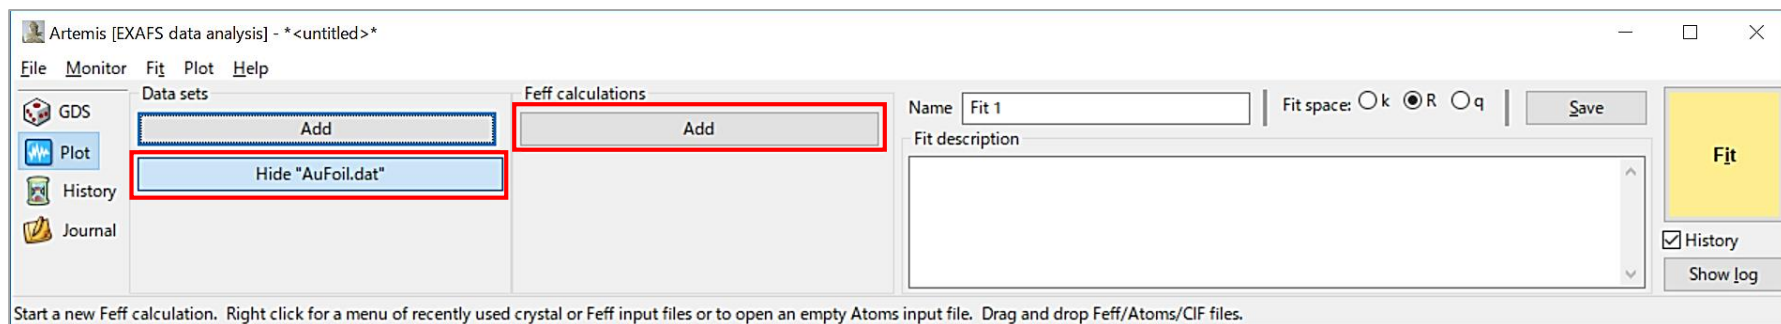 Artemis [EXAFS data analysis] - *<untitled>*
File Monitor Fit Plot Help
GDS
Plot
History
Journal
Data sets
Add
Hide "AuFoil.dat"
Feff calculations
Add
Name Fit 1
Fit space: k R q
Save
Fit description
Fit
History
Show log
Start a new Feff calculation. Right click for a menu of recently used crystal or Feff input files or to open an empty Atoms input file. Drag and drop Feff/Atoms/CIF files.